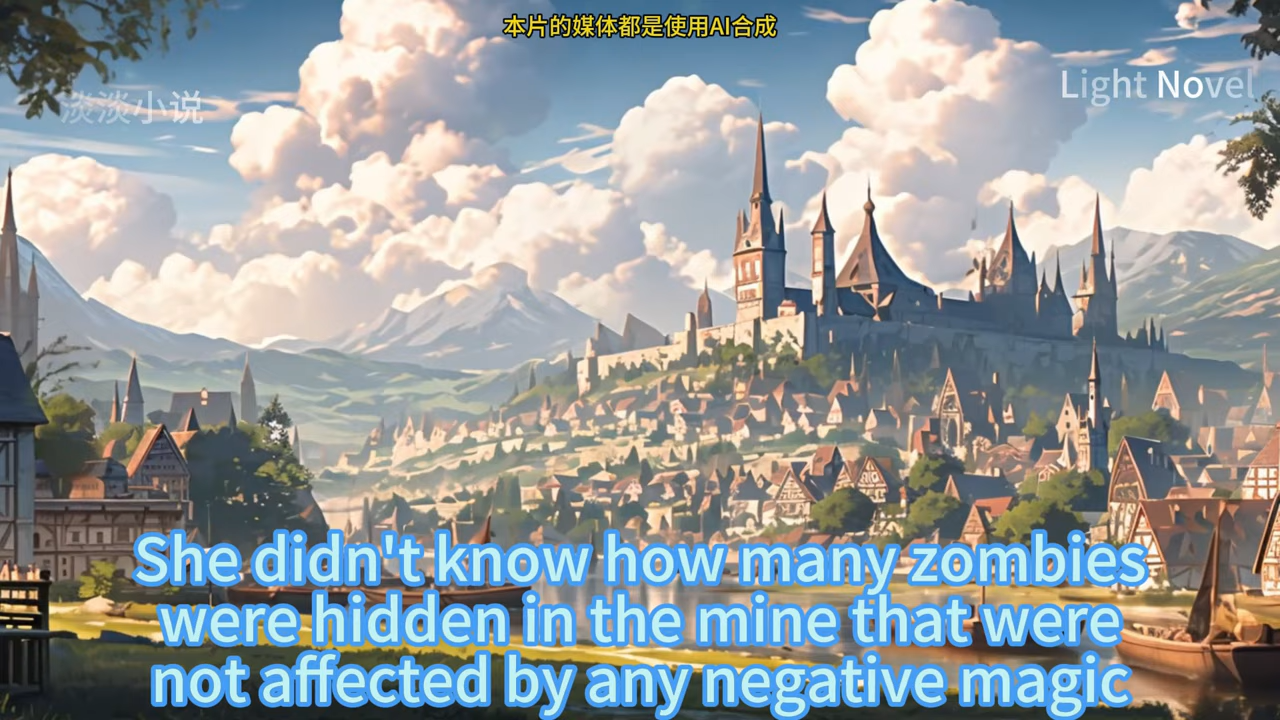 本片的媒体都是使用AI合成
淡淡小说
Light Novel
She didn't know how many zombies
were hidden in the mine that were
not affected by any negative magic